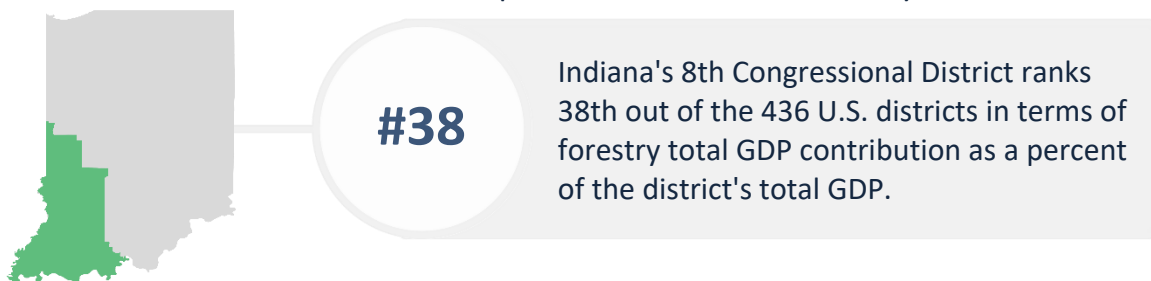 #38
Indiana's 8th Congressional District ranks
38th out of the 436 U.S. districts in terms of
forestry total GDP contribution as a percent
of the district's total GDP.